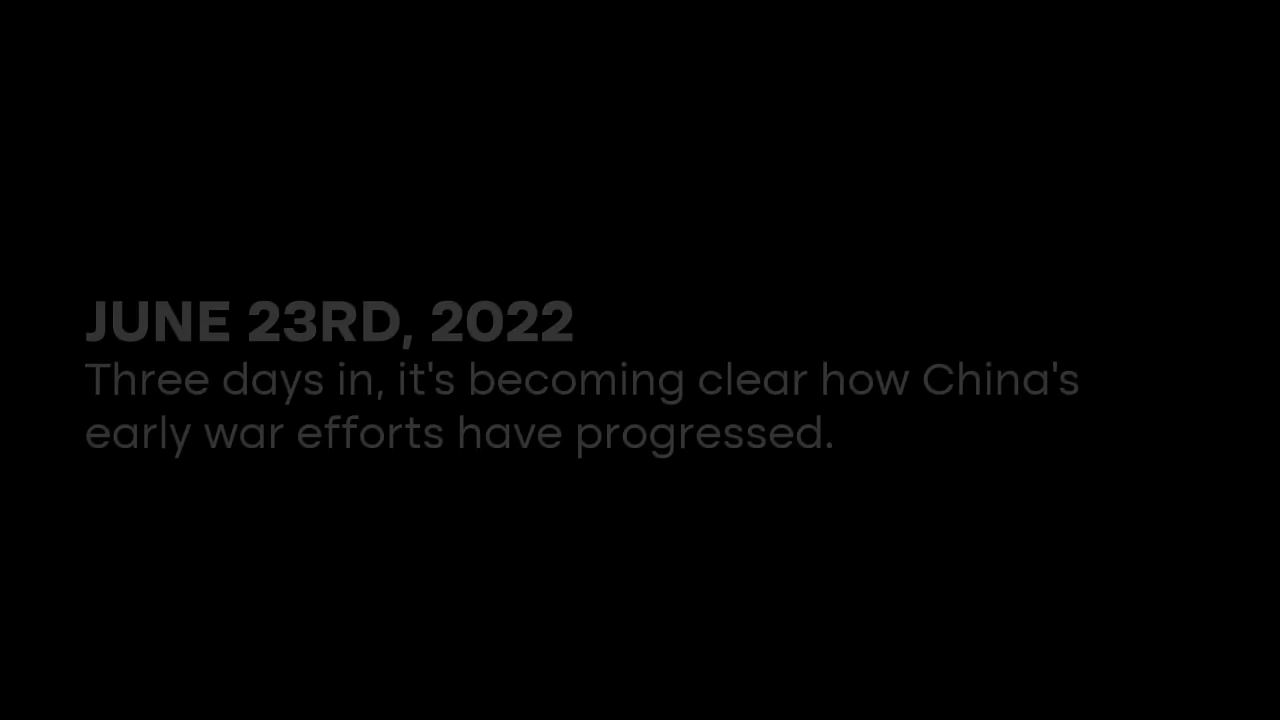 JUNE 23RD, 2022
Three days in, it's becoming clear how China's
early war efforts have progressed.